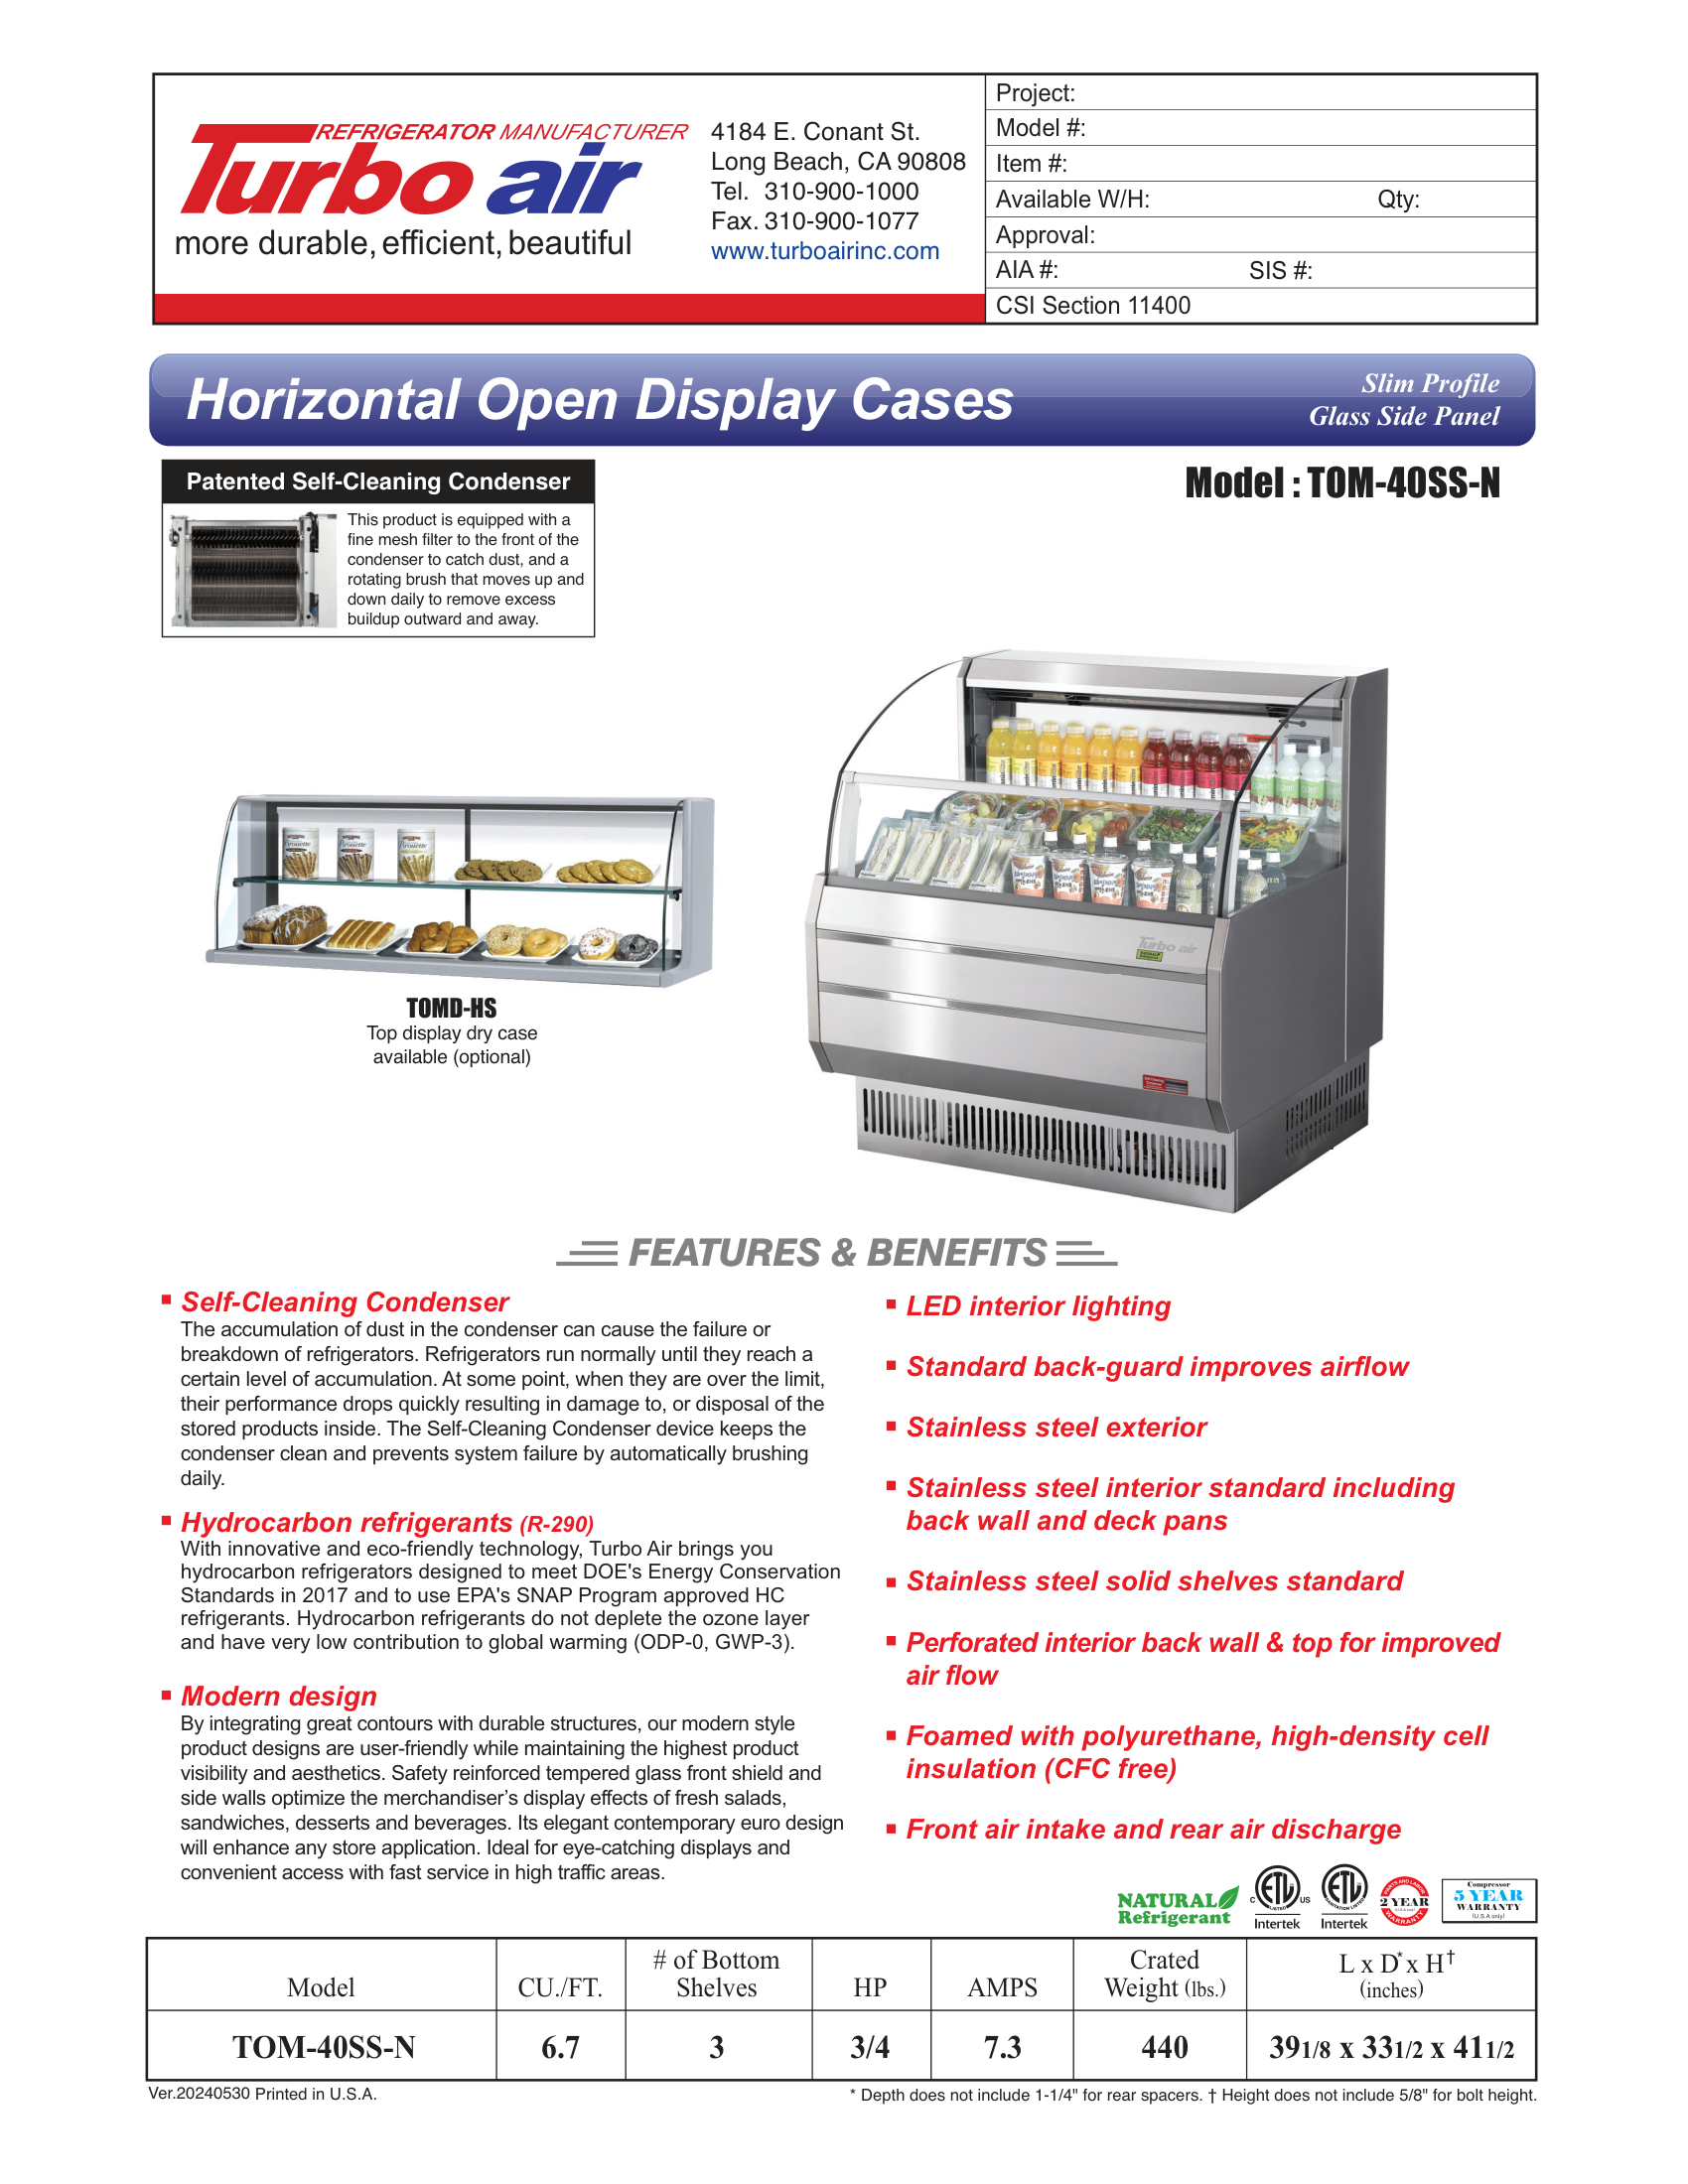 REFRIGERATOR MANUFACTURER
Turbo air
more durable, efficient, beautiful
4184 E. Conant St.
Long Beach, CA 90808
Tel. 310-900-1000
Fax. 310-900-1077
www.turboairinc.com
Project:
Model #:
Item #:
Available W/H: Qty:
Approval:
AIA #: SIS #:
CSI Section 11400
Horizontal Open Display Cases
Slim Profile
Glass Side Panel
Patented Self-Cleaning Condenser
This product is equipped with a
fine mesh filter to the front of the
condenser to catch dust, and a
rotating brush that moves up and
down daily to remove excess
buildup outward and away.
Model : TOM-40SS-N
Turbo air
TOMD-HS
Top display dry case
available (optional)
FEATURES & BENEFITS
▪ Self-Cleaning Condenser
The accumulation of dust in the condenser can cause the failure or
breakdown of refrigerators. Refrigerators run normally until they reach a
certain level of accumulation. At some point, when they are over the limit,
their performance drops quickly resulting in damage to, or disposal of the
stored products inside. The Self-Cleaning Condenser device keeps the
condenser clean and prevents system failure by automatically brushing
daily.
▪ Hydrocarbon refrigerants (R-290)
With innovative and eco-friendly technology, Turbo Air brings you
hydrocarbon refrigerators designed to meet DOE's Energy Conservation
Standards in 2017 and to use EPA's SNAP Program approved HC
refrigerants. Hydrocarbon refrigerants do not deplete the ozone layer
and have very low contribution to global warming (ODP-0, GWP-3).
▪ Modern design
By integrating great contours with durable structures, our modern style
product designs are user-friendly while maintaining the highest product
visibility and aesthetics. Safety reinforced tempered glass front shield and
side walls optimize the merchandiser's display effects of fresh salads,
sandwiches, desserts and beverages. Its elegant contemporary euro design
will enhance any store application. Ideal for eye-catching displays and
convenient access with fast service in high traffic areas.
▪ LED interior lighting
▪ Standard back-guard improves airflow
▪ Stainless steel exterior
▪ Stainless steel interior standard including
back wall and deck pans
▪ Stainless steel solid shelves standard
▪ Perforated interior back wall & top for improved
air flow
▪ Foamed with polyurethane, high-density cell
insulation (CFC free)
▪ Front air intake and rear air discharge
NATURAL
Refrigerant
C ETL US
LISTED
Intertek
ETL
SANITATION LISTED
Intertek
PARTS AND LABOR
2 YEAR
(U.S.A only)
WARRANTY
Compressor
5 YEAR
WARRANTY
(U.S.A only)
Model CU./FT. # of Bottom Shelves HP AMPS Crated Weight (lbs.) L x D* x H† (inches)
TOM-40SS-N 6.7 3 3/4 7.3 440 39 1/8 x 33 1/2 x 41 1/2
Ver.20240530 Printed in U.S.A.
* Depth does not include 1-1/4" for rear spacers. † Height does not include 5/8" for bolt height.